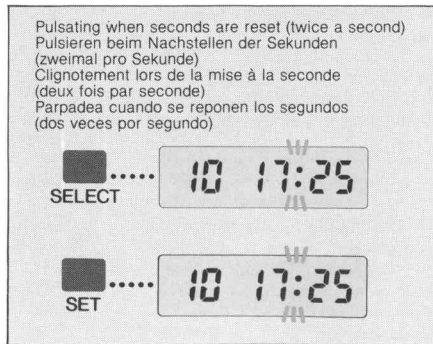 Pulsating when seconds are reset (twice a second)
Pulsieren beim Nachstellen der Sekunden
(zweimal pro Sekunde)
Clignotement lors de la mise à la seconde
(deux fois par seconde)
Parpadea cuando se reponen los segundos
(dos veces por segundo)
10 17:25
SELECT
10 17:25
SET